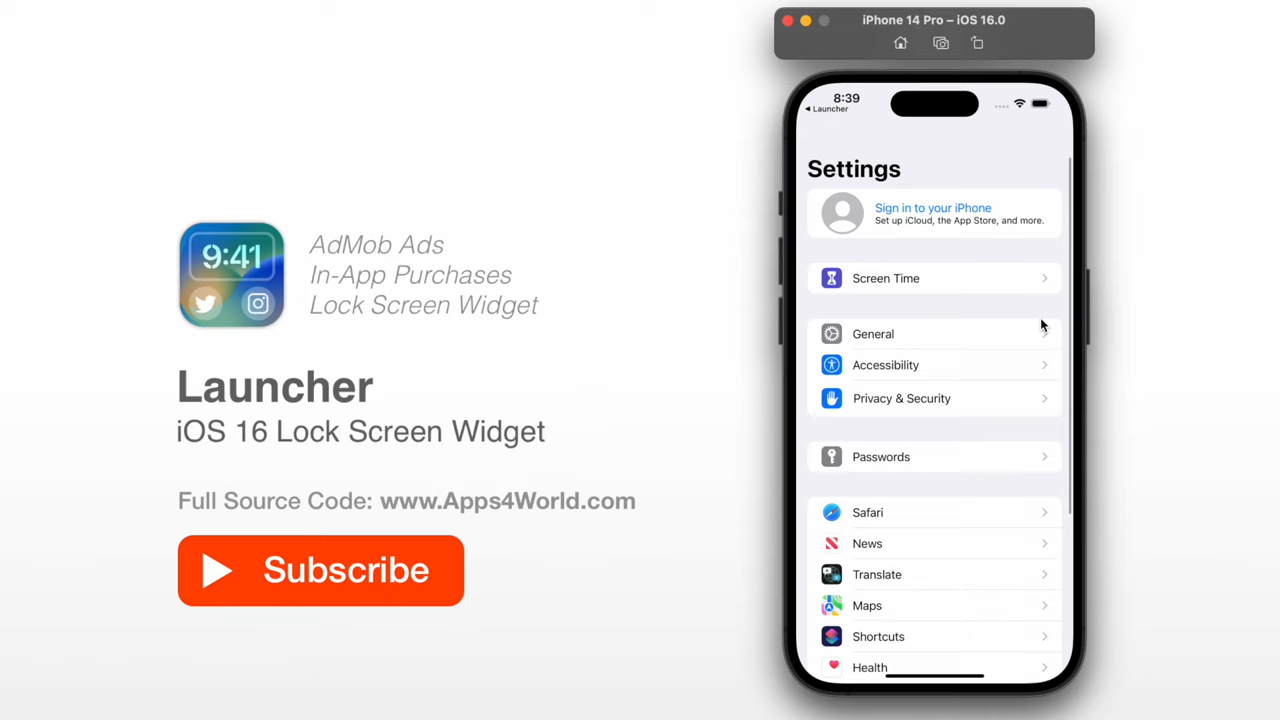 9:41
AdMob Ads
In-App Purchases
Lock Screen Widget
Launcher
iOS 16 Lock Screen Widget
Full Source Code: www.Apps4World.com
Subscribe
iPhone 14 Pro – iOS 16.0
8:39
◀ Launcher
Settings
Sign in to your iPhone
Set up iCloud, the App Store, and more.
Screen Time
General
Accessibility
Privacy & Security
Passwords
Safari
News
Translate
Maps
Shortcuts
Health